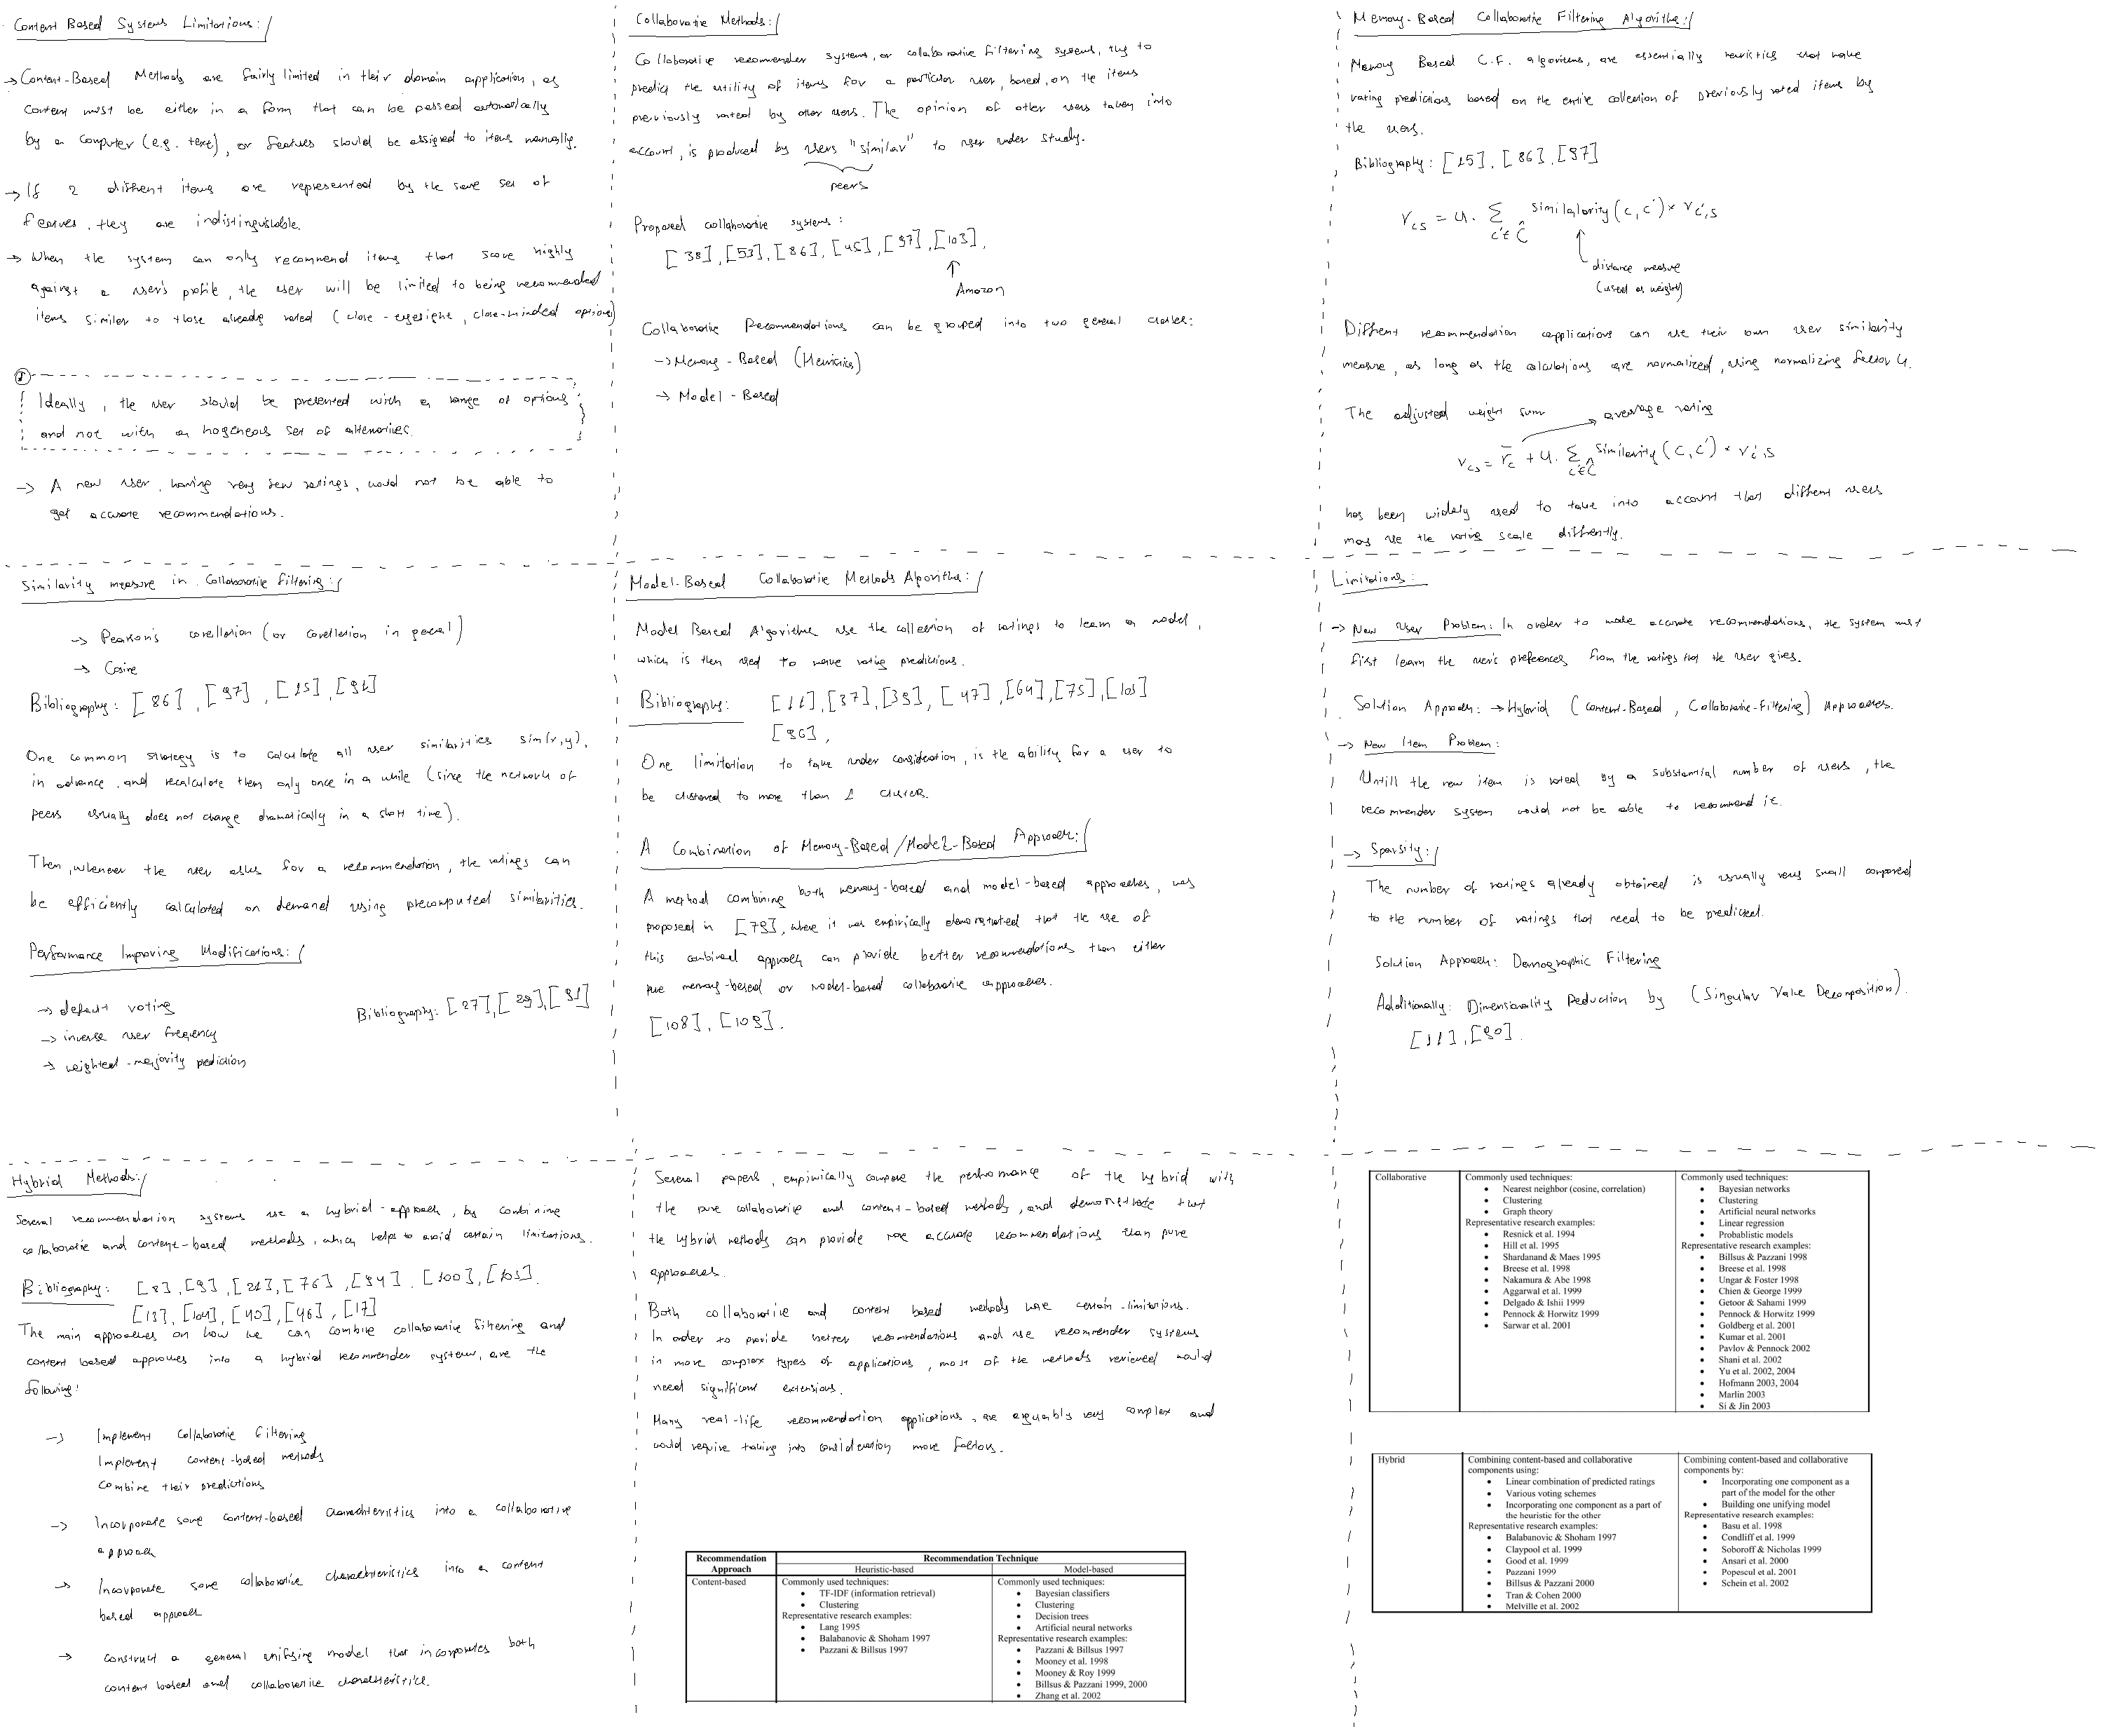 Content Based Systems Limitations:/
→ Content-Based Methods are fairly limited in their domain application, as
content must be either in a form that can be passed automatically
by a computer (e.g. text), or features should be assigned to items manually.
→ If 2 diffrent items are represented by the same set of
features, they are indistinguishable.
→ When the system can only recommend items that score highly
against a user's profile, the user will be limited to being recommended
items similar to those already rated (close-eyesight, close-minded options)
Ideally, the user should be presented with a range of options
and not with a hogeneous set of alternatives.
→ A new user, having very few ratings, would not be able to
get accurate recommendations.
Collaborative Methods:/
Collaborative recommender systems, or collaborative filtering systems, try to
predict the utility of items for a particular user, based, on the items
previously rated by other users. The opinion of other users taken into
account, is produced by users "similar" to user under study.
peers
Proposed collaborative systems:
[38], [53], [86], [45], [97], [103],
Amazon
Collaborative Recommendations can be grouped into two general classes:
→ Memory-Based (Heuristics)
→ Model-Based
Memory-Based Collaborative Filtering Algorithms:/
Memory Based C.F. algorithms, are essentially heuristics that make
rating predictions based on the entire collection of previously rated items by
the users.
Bibliography: [15], [86], [97]
distance measure
(used as weight)
Diffrent recommendation applications can use their own user similarity
measure, as long as the calculations are normalized, using normalizing factor u.
The adjusted weight sum → average rating
has been widely used to take into account that diffrent users
may use the rating scale diffrently.
Similarity measure in Collaborative filtering:/
→ Pearson's corellation (or corellation in general)
→ Cosine
Bibliography: [86], [97], [15], [91]
One common strategy is to calculate all user similarities sim(x,y),
in advance, and recalculate them only once in a while (since the network of
peers usually does not change dramatically in a short time).
Then, whenever the user asks for a recommendation, the ratings can
be efficiently calculated on demand using precomputed similarities.
Performance Improving Modifications:/
→ default voting
→ inverse user frequency
→ weighted-majority prediction
Bibliography: [27], [29], [91]
Model-Based Collaborative Methods Algorithms:/
Model Based Algorithms use the collection of ratings to learn a model,
which is then used to make rating predictions.
Bibliography: [11], [37], [39], [47], [64], [75], [105]
[96],
One limitation to take under consideration, is the ability for a user to
be clustered to more than 1 cluster.
A Combination of Memory-Based/Model-Based Approach:/
A method combining both memory-based and model-based approaches, was
proposed in [79], where it was empirically demonstrated that the use of
this combined approach can provide better recommendations than either
pure memory-based or model-based collaborative approaches.
[108], [109].
Limitations:
→ New User Problem: In order to make accurate recommendations, the system must
first learn the user's preferences from the ratings that the user gives.
Solution Approach: → Hybrid (Content-Based, Collaborative-Filtering) Approaches.
→ New Item Problem:
Untill the new item is rated by a substantial number of users, the
recommender system would not be able to recommend it.
→ Sparsity:/
The number of ratings already obtained is usually very small compared
to the number of ratings that need to be predicted.
Solution Approach: Demographic Filtering
Additionally: Dimensionality Reduction by (Singular Value Decomposition).
[11], [90].
Hybrid Methods:/
Several recommendation systems use a hybrid-approach, by combining
collaborative and content-based methods, which helps to avoid certain limitations.
Bibliography: [8], [9], [21], [76], [94], [100], [105].
[13], [104], [40], [46], [17]
The main approaches on how we can combine collaborative filtering and
content based approaches into a hybrid recommender systems, are the
following:
→ Implement Collaborative Filtering
Implement content-based methods
Combine their predictions
→ Incorporate some content-based characteristics into a collaborative
approach
→ Incorporate some collaborative characteristics into a content
based approach
→ construct a general unifying model that incorporates both
content based and collaborative characteristics.
Several papers, empirically compare the performance of the hybrid with
the pure collaborative and content-based methods, and demonstrate that
the hybrid methods can provide more accurate recommendations than pure
approaches.
Both collaborative and content based methods have certain limitations.
In order to provide better recommendations and use recommender systems
in more complex types of applications, most of the methods reviewed would
need significant extensions.
Many real-life recommendation applications, are arguably very complex and
would require taking into consideration more factors.
Recommendation Approach
Recommendation Technique
Heuristic-based
Model-based
Content-based
Commonly used techniques:
• TF-IDF (information retrieval)
• Clustering
Representative research examples:
• Lang 1995
• Balabanovic & Shoham 1997
• Pazzani & Billsus 1997
Commonly used techniques:
• Bayesian classifiers
• Clustering
• Decision trees
• Artificial neural networks
Representative research examples:
• Pazzani & Billsus 1997
• Mooney et al. 1998
• Mooney & Roy 1999
• Billsus & Pazzani 1999, 2000
• Zhang et al. 2002
Collaborative
Commonly used techniques:
• Nearest neighbor (cosine, correlation)
• Clustering
• Graph theory
Representative research examples:
• Resnick et al. 1994
• Hill et al. 1995
• Shardanand & Maes 1995
• Breese et al. 1998
• Nakamura & Abe 1998
• Aggarwal et al. 1999
• Delgado & Ishii 1999
• Pennock & Horwitz 1999
• Sarwar et al. 2001
Commonly used techniques:
• Bayesian networks
• Clustering
• Artificial neural networks
• Linear regression
• Probablistic models
Representative research examples:
• Billsus & Pazzani 1998
• Breese et al. 1998
• Ungar & Foster 1998
• Chien & George 1999
• Getoor & Sahami 1999
• Pennock & Horwitz 1999
• Goldberg et al. 2001
• Kumar et al. 2001
• Pavlov & Pennock 2002
• Shani et al. 2002
• Yu et al. 2002, 2004
• Hofmann 2003, 2004
• Marlin 2003
• Si & Jin 2003
Hybrid
Combining content-based and collaborative
components using:
• Linear combination of predicted ratings
• Various voting schemes
• Incorporating one component as a part of
the heuristic for the other
Representative research examples:
• Balabanovic & Shoham 1997
• Claypool et al. 1999
• Good et al. 1999
• Pazzani 1999
• Billsus & Pazzani 2000
• Tran & Cohen 2000
• Melville et al. 2002
Combining content-based and collaborative
components by:
• Incorporating one component as a
part of the model for the other
• Building one unifying model
Representative research examples:
• Basu et al. 1998
• Condliff et al. 1999
• Soboroff & Nicholas 1999
• Ansari et al. 2000
• Popescul et al. 2001
• Schein et al. 2002